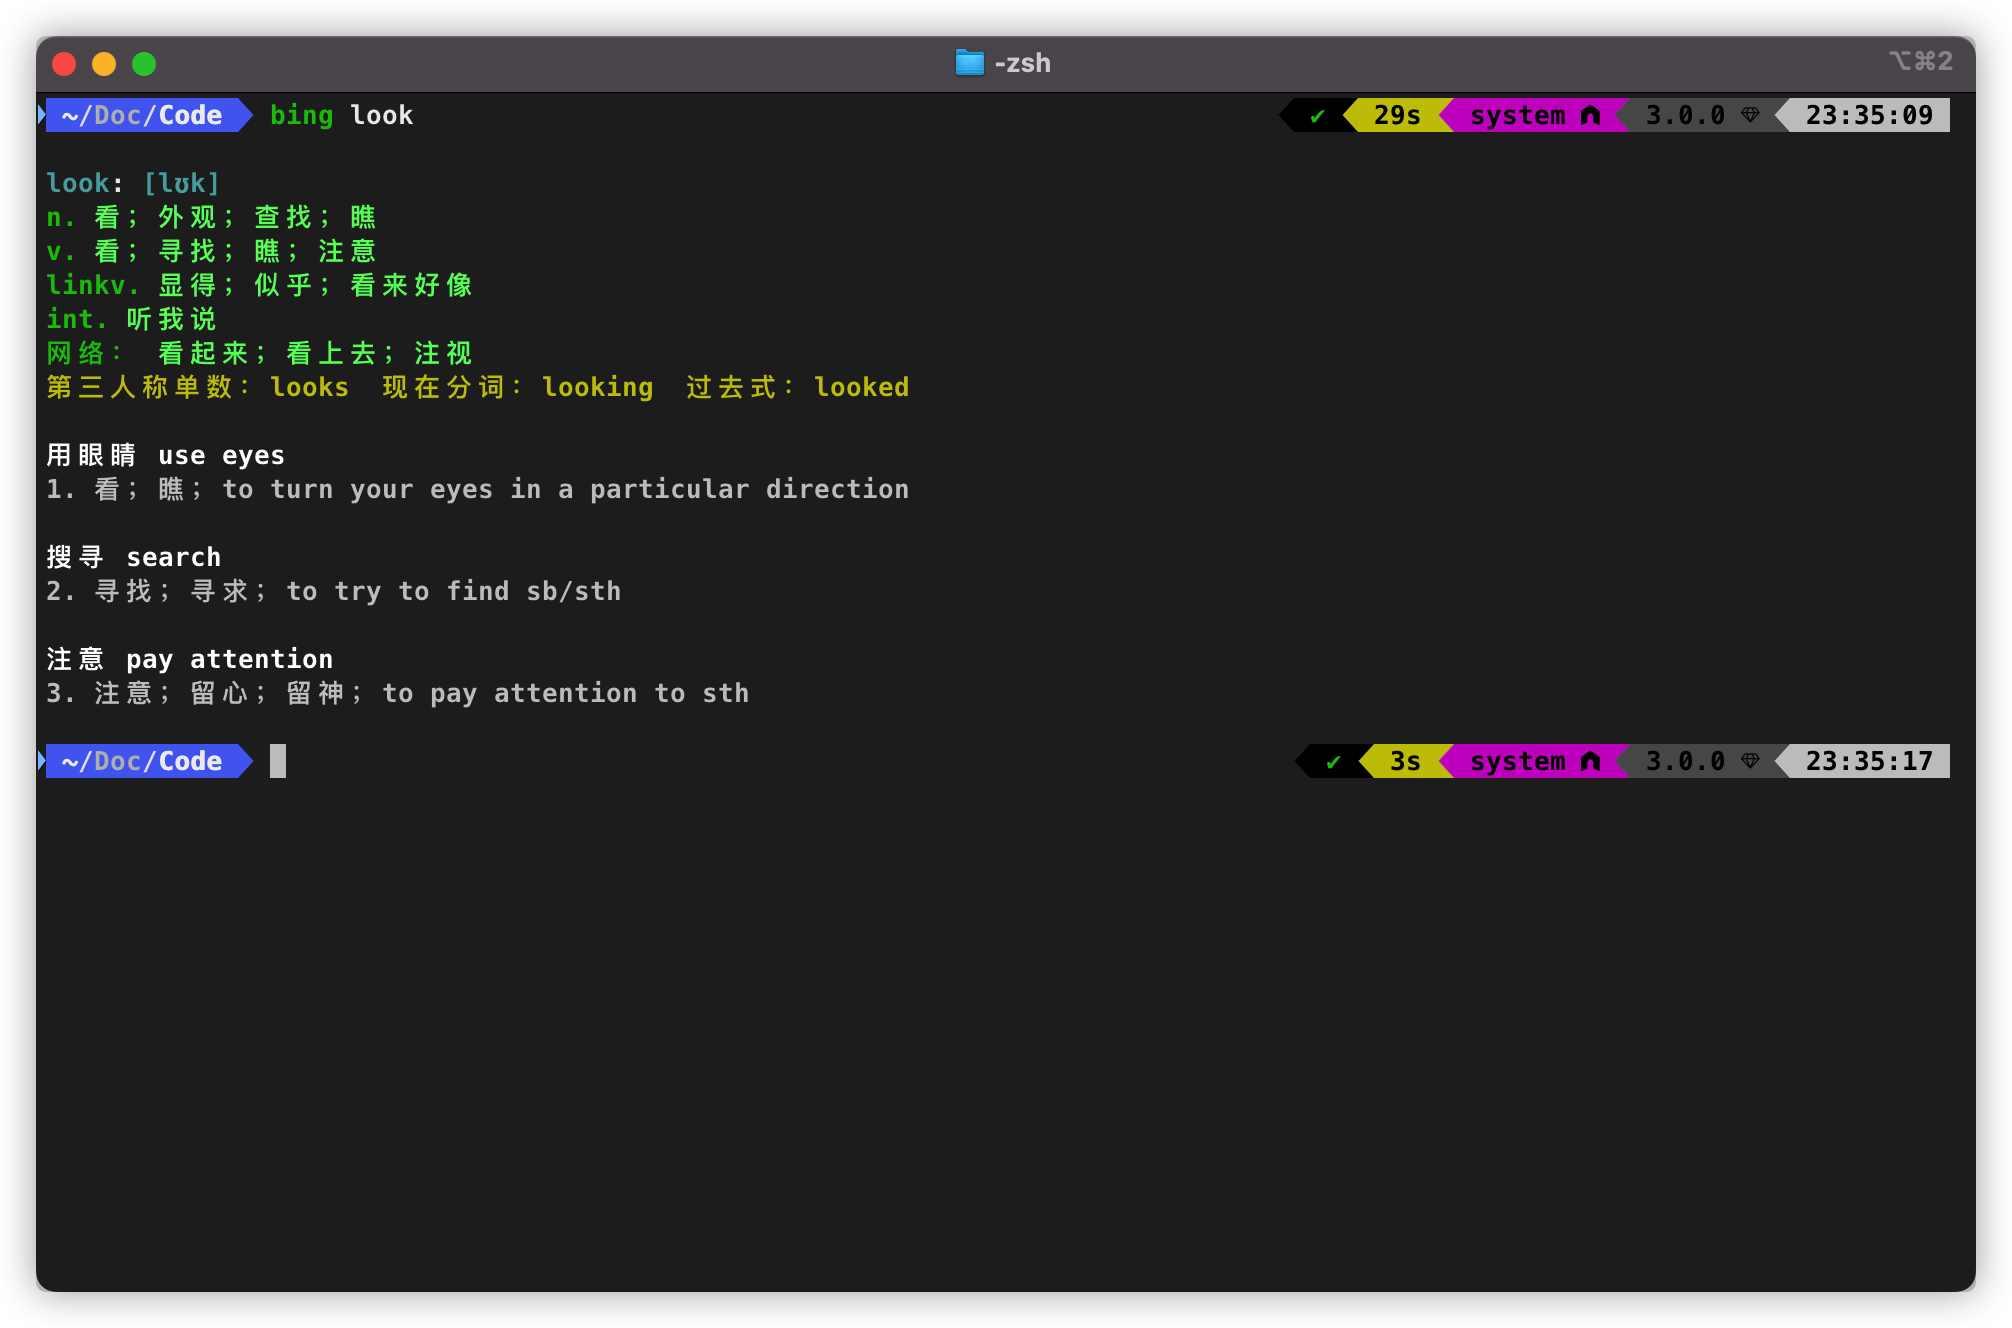 -zsh ⌥⌘2
~/Doc/Code bing look ✔ 29s system 3.0.0 23:35:09
look: [lʊk]
n. 看；外观；查找；瞧
v. 看；寻找；瞧；注意
linkv. 显得；似乎；看来好像
int. 听我说
网络： 看起来；看上去；注视
第三人称单数：looks 现在分词：looking 过去式：looked
用眼睛 use eyes
1. 看；瞧；to turn your eyes in a particular direction
搜寻 search
2. 寻找；寻求；to try to find sb/sth
注意 pay attention
3. 注意；留心；留神；to pay attention to sth
~/Doc/Code ✔ 3s system 3.0.0 23:35:17